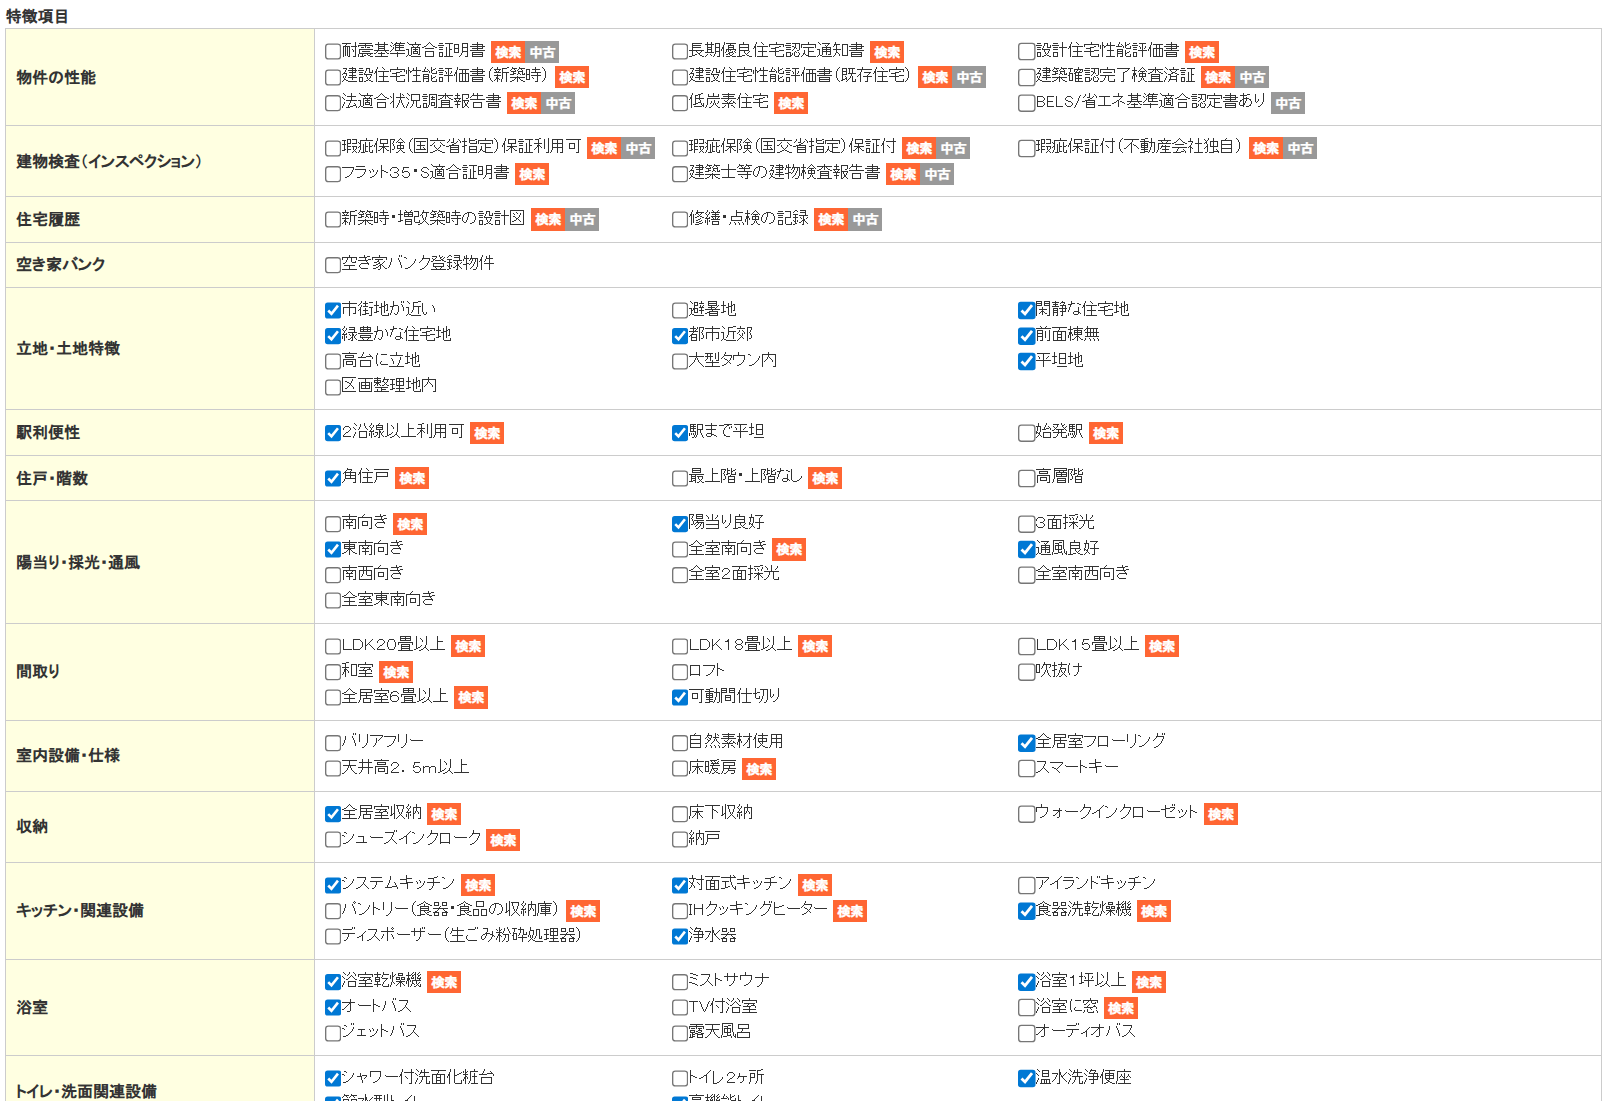 特徴項目
物件の性能
耐震基準適合証明書 検索 中古 長期優良住宅認定通知書 検索 設計住宅性能評価書 検索
建設住宅性能評価書(新築時) 検索 建設住宅性能評価書(既存住宅) 検索 中古 建築確認完了検査済証 検索 中古
法適合状況調査報告書 検索 中古 低炭素住宅 検索 BELS/省エネ基準適合認定書あり 中古
建物検査(インスペクション)
瑕疵保険(国交省指定)保証利用可 検索 中古 瑕疵保険(国交省指定)保証付 検索 中古 瑕疵保証付(不動産会社独自) 検索 中古
フラット35・S適合証明書 検索 建築士等の建物検査報告書 検索 中古
住宅履歴
新築時・増改築時の設計図 検索 中古 修繕・点検の記録 検索 中古
空き家バンク
空き家バンク登録物件
立地・土地特徴
市街地が近い 避暑地 閑静な住宅地
緑豊かな住宅地 都市近郊 前面棟無
高台に立地 大型タウン内 平坦地
区画整理地内
駅利便性
2沿線以上利用可 検索 駅まで平坦 始発駅 検索
住戸・階数
角住戸 検索 最上階・上階なし 検索 高層階
陽当り・採光・通風
南向き 検索 陽当り良好 3面採光
東南向き 全室南向き 検索 通風良好
南西向き 全室2面採光 全室南西向き
全室東南向き
間取り
LDK20畳以上 検索 LDK18畳以上 検索 LDK15畳以上 検索
和室 検索 ロフト 吹抜け
全居室6畳以上 検索 可動間仕切り
室内設備・仕様
バリアフリー 自然素材使用 全居室フローリング
天井高2.5m以上 床暖房 検索 スマートキー
収納
全居室収納 検索 床下収納 ウォークインクローゼット 検索
シューズインクローク 検索 納戸
キッチン・関連設備
システムキッチン 検索 対面式キッチン 検索 アイランドキッチン
パントリー(食器・食品の収納庫) 検索 IHクッキングヒーター 検索 食器洗乾燥機 検索
ディスポーザー(生ごみ粉砕処理器) 浄水器
浴室
浴室乾燥機 検索 ミストサウナ 浴室1坪以上 検索
オートバス TV付浴室 浴室に窓 検索
ジェットバス 露天風呂 オーディオバス
トイレ・洗面関連設備
シャワー付洗面化粧台 トイレ2ヶ所 温水洗浄便座
節水型トイレ 高機能トイレ